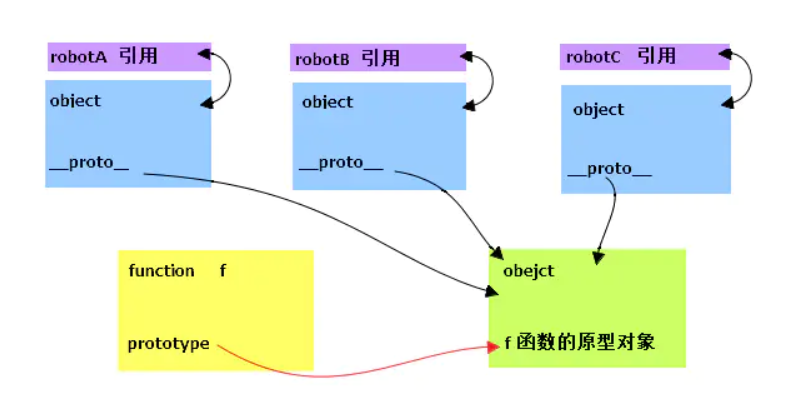 robotA 引用
robotB 引用
robotC 引用
object
object
object
__proto_
__proto__
__proto__
function f
obejct
prototype
f 函数的原型对象